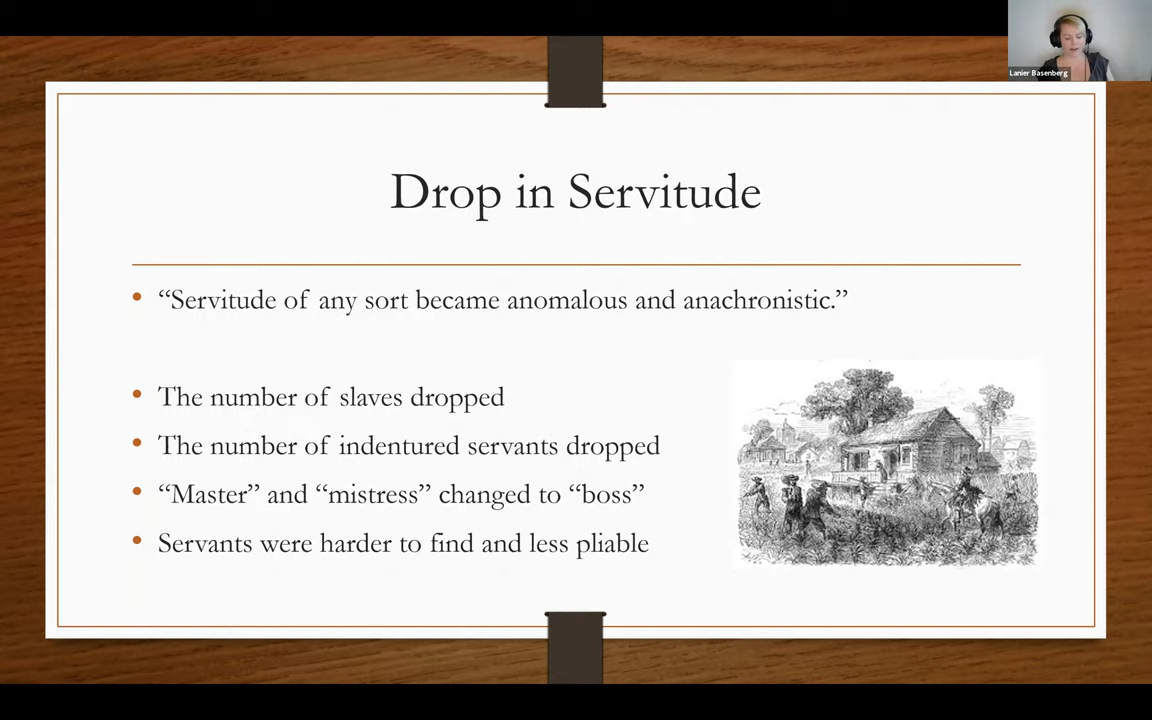 Lanier Basenberg
Drop in Servitude
• “Servitude of any sort became anomalous and anachronistic.”
• The number of slaves dropped
• The number of indentured servants dropped
• “Master” and “mistress” changed to “boss”
• Servants were harder to find and less pliable